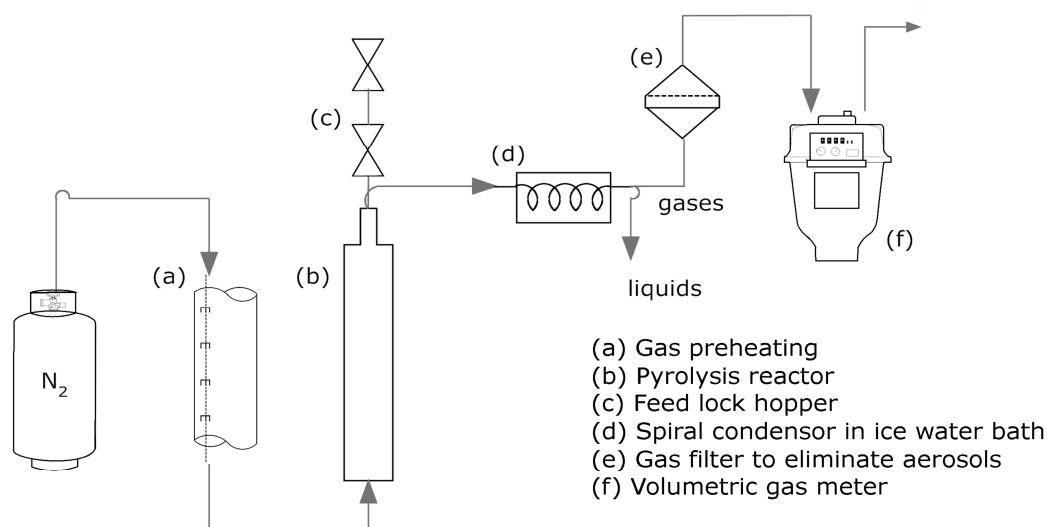 (e)
(c)
(d)
gases
(f)
(a)
(b)
liquids
N2
(a) Gas preheating
(b) Pyrolysis reactor
(c) Feed lock hopper
(d) Spiral condensor in ice water bath
(e) Gas filter to eliminate aerosols
(f) Volumetric gas meter